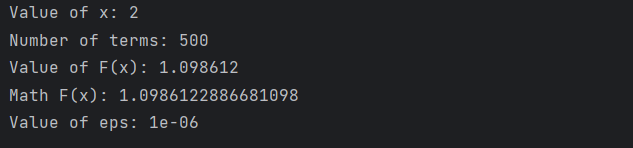 Value of x: 2
Number of terms: 500
Value of F(x): 1.098612
Math F(x): 1.0986122886681098
Value of eps: 1e-06